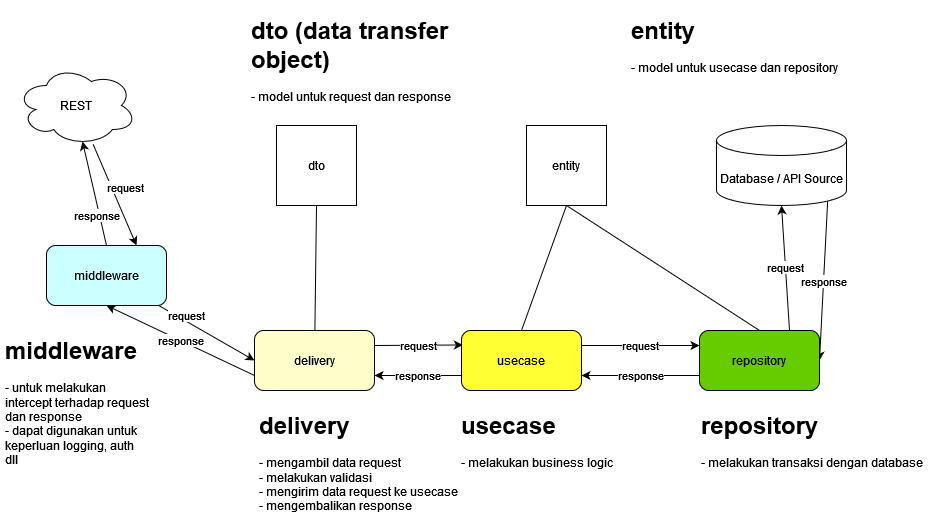 dto (data transfer
object)
- model untuk request dan response
entity
- model untuk usecase dan repository
REST
dto
entity
Database / API Source
request
response
middleware
request
response
request
response
delivery
request
response
usecase
request
response
repository
middleware
- untuk melakukan
intercept terhadap request
dan response
- dapat digunakan untuk
keperluan logging, auth
dll
delivery
- mengambil data request
- melakukan validasi
- mengirim data request ke usecase
- mengembalikan response
usecase
- melakukan business logic
repository
- melakukan transaksi dengan database